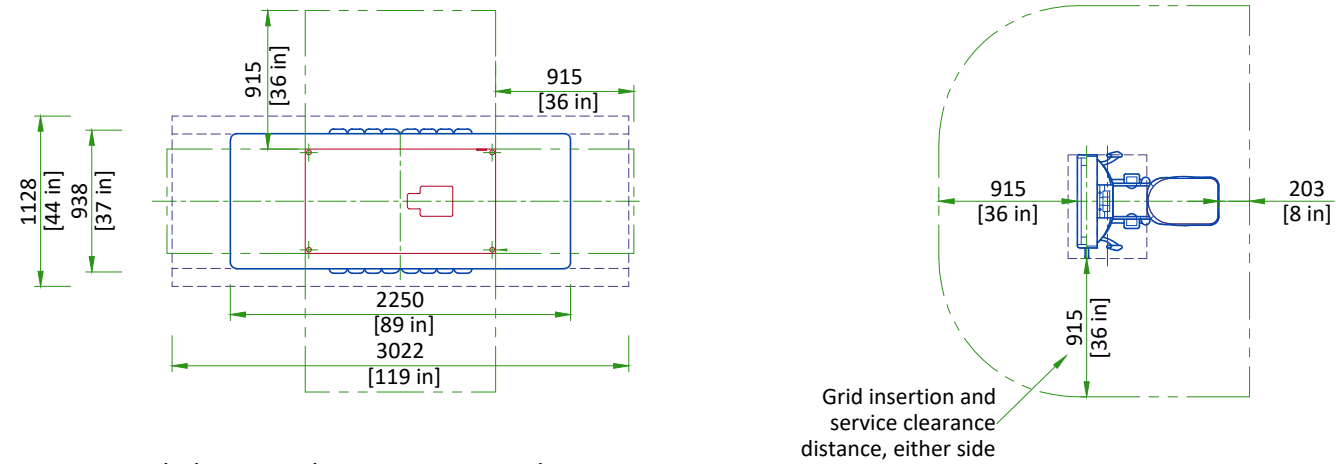 915
[36 in]
915
[36 in]
1128
[44 in]
938
[37 in]
2250
[89 in]
3022
[119 in]
915
[36 in]
203
[8 in]
915
[36 in]
Grid insertion and
service clearance
distance, either side